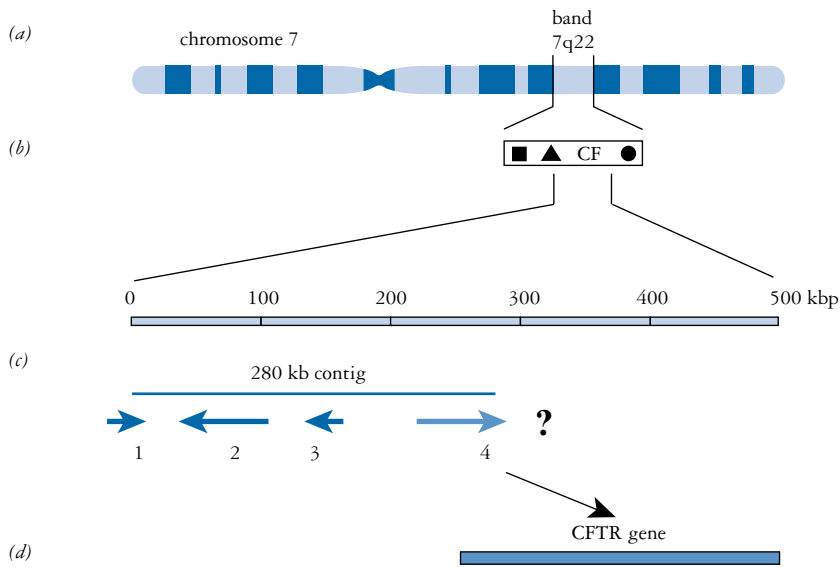 (a)
chromosome 7
band
7q22
(b)
CF
0 100 200 300 400 500 kbp
(c)
280 kb contig
?
1 2 3 4
CFTR gene
(d)